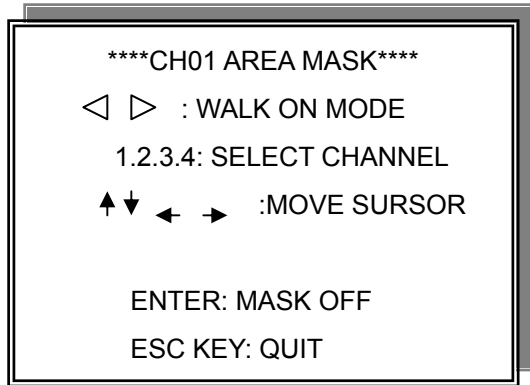 ****CH01 AREA MASK****
◁ ▷ : WALK ON MODE
1.2.3.4: SELECT CHANNEL
↑↓ ← → :MOVE SURSOR
ENTER: MASK OFF
ESC KEY: QUIT